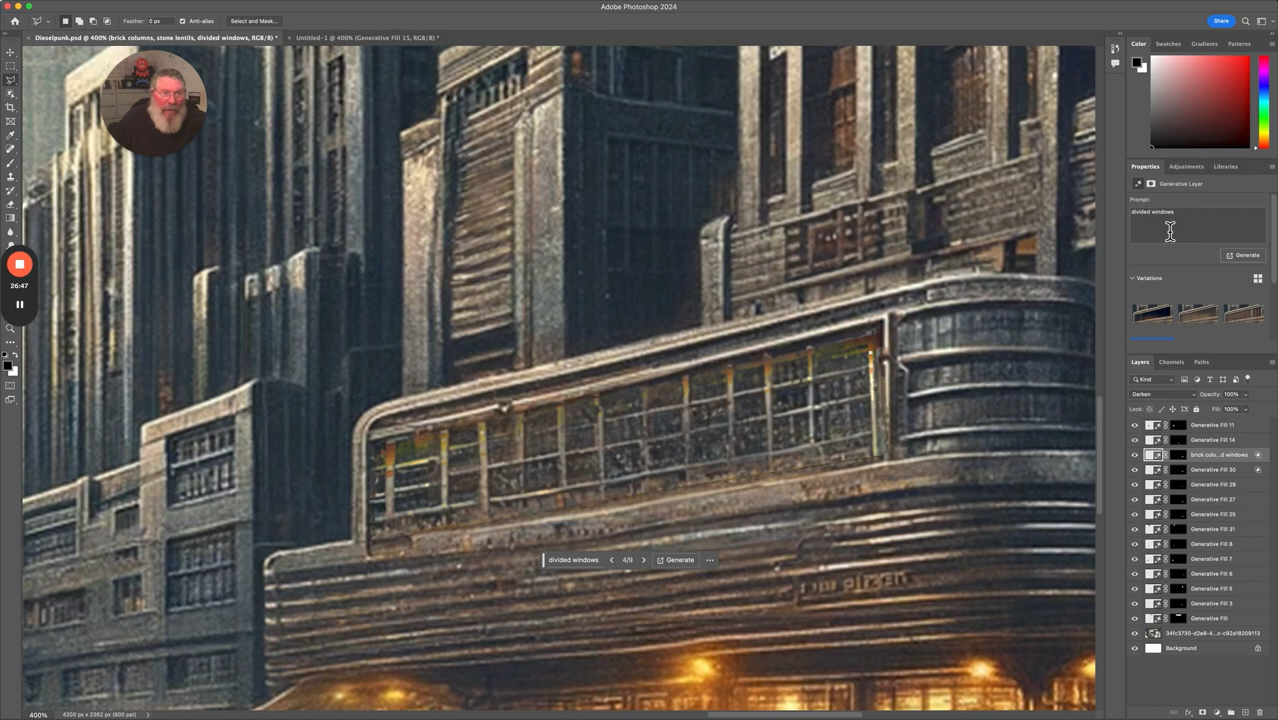 Adobe Photoshop 2024
Feather: 0 px
Anti-alias
Select and Mask...
Share
Dieselpunk.psd @ 400% (brick columns, stone lentils, divided windows, RGB/8) *
Untitled-1 @ 400% (Generative Fill 15, RGB/8) *
Color
Swatches
Gradients
Patterns
Properties
Adjustments
Libraries
Generative Layer
Prompt:
divided windows
Generate
Variations
26:47
divided windows
4/9
Generate
Layers
Channels
Paths
Kind
Darken
Opacity: 100%
Lock:
Fill: 100%
Generative Fill 11
Generative Fill 14
brick colu...d windows
Generative Fill 30
Generative Fill 29
Generative Fill 27
Generative Fill 25
Generative Fill 31
Generative Fill 8
Generative Fill 7
Generative Fill 6
Generative Fill 5
Generative Fill 3
Generative Fill
34fc3730-d2e8-4...c-c92a18209113
Background
400%
4200 px x 2362 px (600 ppi)